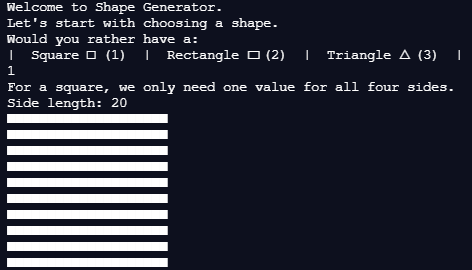 Welcome to Shape Generator.
Let's start with choosing a shape.
Would you rather have a:
|  Square □ (1)  |  Rectangle ▭ (2)  |  Triangle △ (3)  |
1
For a square, we only need one value for all four sides.
Side length: 20